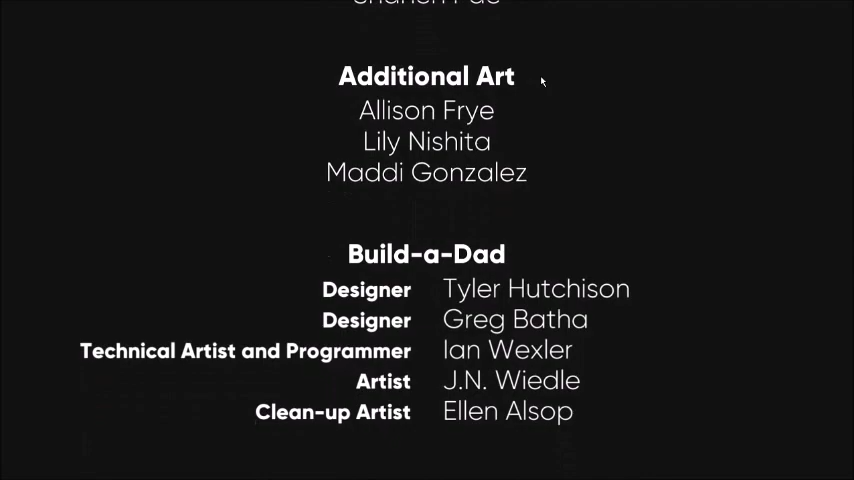 Additional Art
Allison Frye
Lily Nishita
Maddi Gonzalez
Build-a-Dad
Designer Tyler Hutchison
Designer Greg Batha
Technical Artist and Programmer Ian Wexler
Artist J.N. Wiedle
Clean-up Artist Ellen Alsop